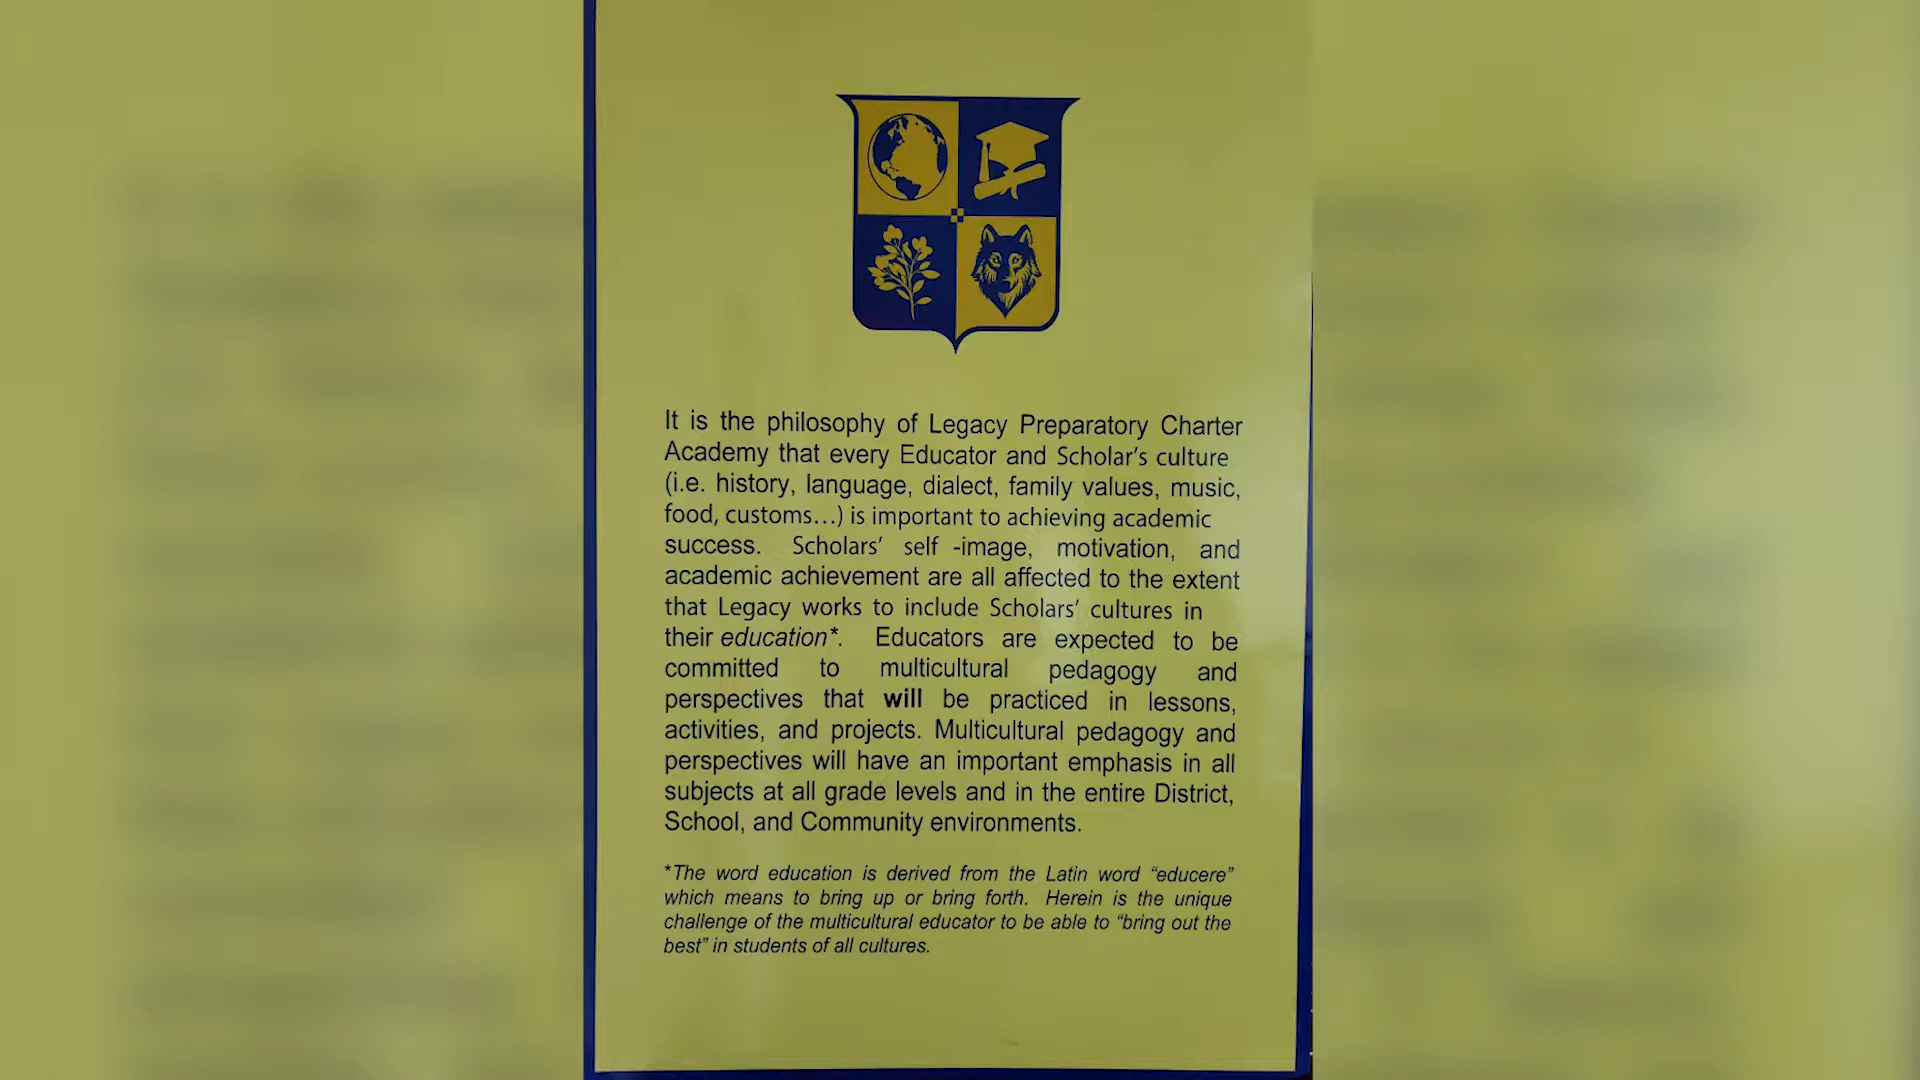 It is the philosophy of Legacy Preparatory Charter
Academy that every Educator and Scholar's culture
(i.e. history, language, dialect, family values, music,
food, customs…) is important to achieving academic
success. Scholars' self -image, motivation, and
academic achievement are all affected to the extent
that Legacy works to include Scholars' cultures in
their education*. Educators are expected to be
committed to multicultural pedagogy and
perspectives that will be practiced in lessons,
activities, and projects. Multicultural pedagogy and
perspectives will have an important emphasis in all
subjects at all grade levels and in the entire District,
School, and Community environments.
*The word education is derived from the Latin word “educere”
which means to bring up or bring forth. Herein is the unique
challenge of the multicultural educator to be able to “bring out the
best” in students of all cultures.